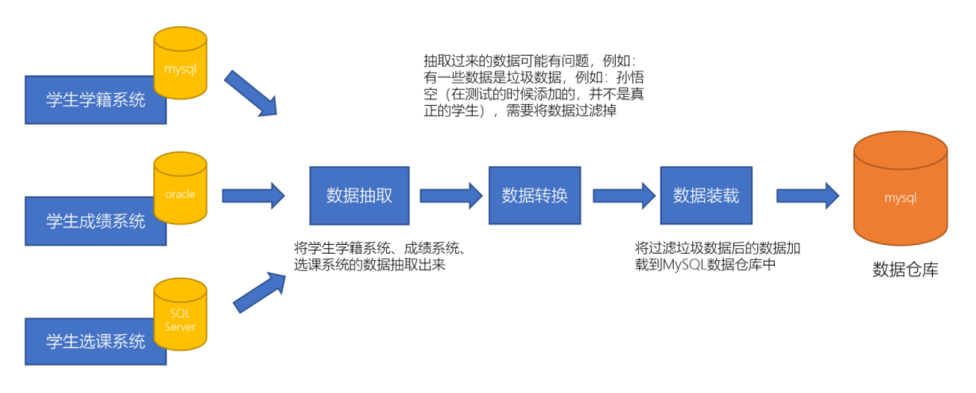 mysql
学生学籍系统
抽取过来的数据可能有问题，例如：
有一些数据是垃圾数据，例如：孙悟
空（在测试的时候添加的，并不是真
正的学生），需要将数据过滤掉
oracle
学生成绩系统
数据抽取
数据转换
数据装载
mysql
将学生学籍系统、成绩系统、
选课系统的数据抽取出来
将过滤垃圾数据后的数据加
载到MySQL数据仓库中
数据仓库
SQL
Server
学生选课系统